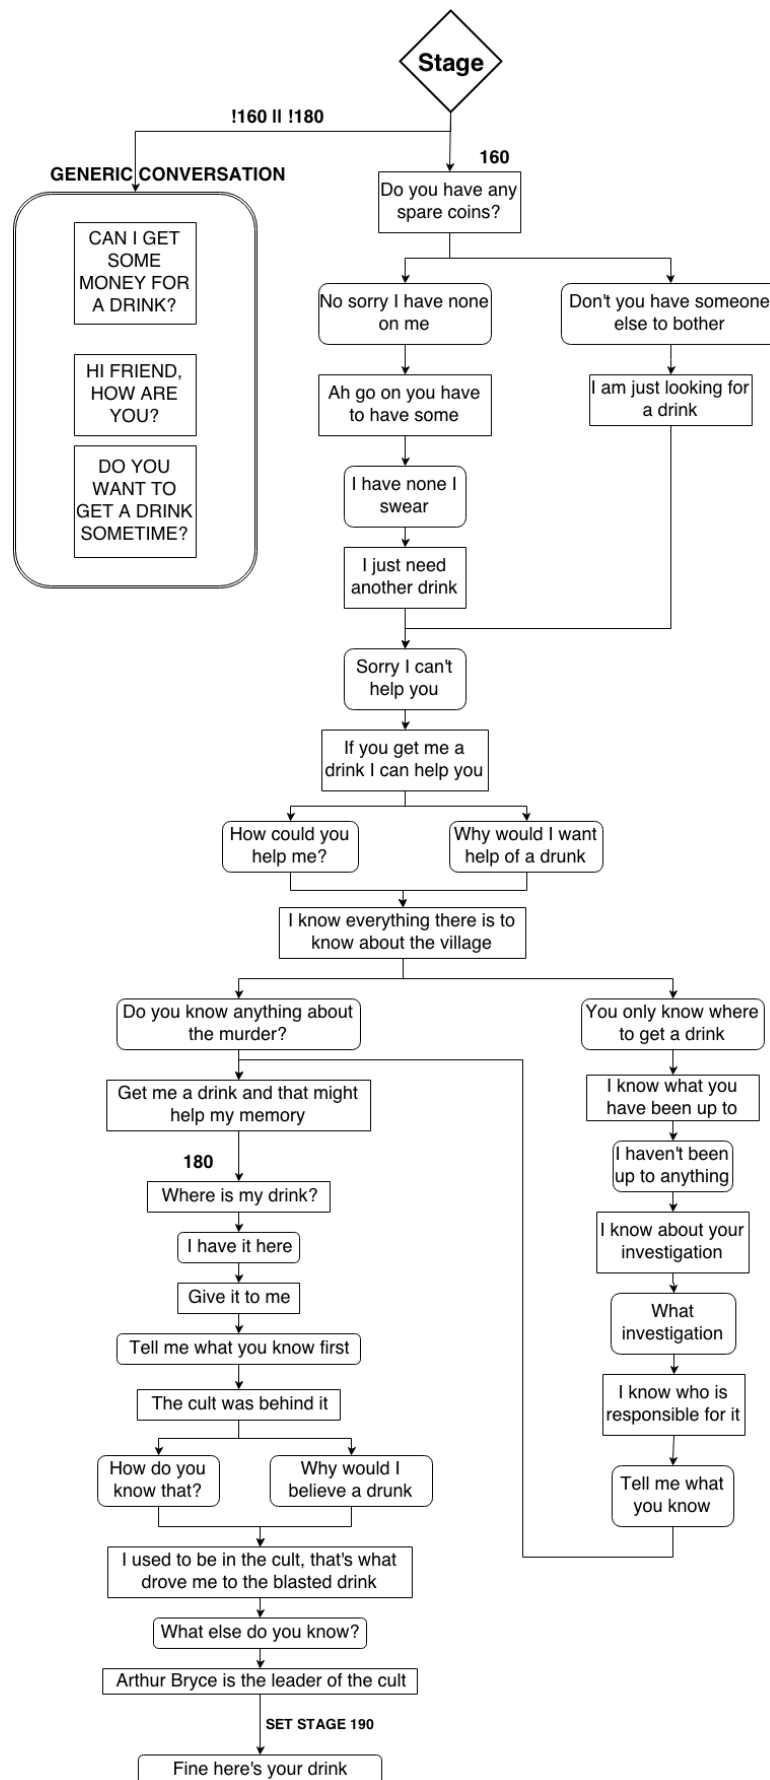 Stage
!160 || !180
160
GENERIC CONVERSATION
CAN I GET
SOME
MONEY FOR
A DRINK?
HI FRIEND,
HOW ARE
YOU?
DO YOU
WANT TO
GET A DRINK
SOMETIME?
Do you have any
spare coins?
No sorry I have none
on me
Don't you have someone
else to bother
Ah go on you have
to have some
I am just looking for
a drink
I have none I
swear
I just need
another drink
Sorry I can't
help you
If you get me a
drink I can help you
How could you
help me?
Why would I want
help of a drunk
I know everything there is to
know about the village
Do you know anything about
the murder?
You only know where
to get a drink
Get me a drink and that might
help my memory
I know what you
have been up to
I haven't been
up to anything
180
Where is my drink?
I know about your
investigation
I have it here
Give it to me
What
investigation
Tell me what you know first
The cult was behind it
I know who is
responsible for it
How do you
know that?
Why would I
believe a drunk
Tell me what
you know
I used to be in the cult, that's what
drove me to the blasted drink
What else do you know?
Arthur Bryce is the leader of the cult
SET STAGE 190
Fine here's your drink